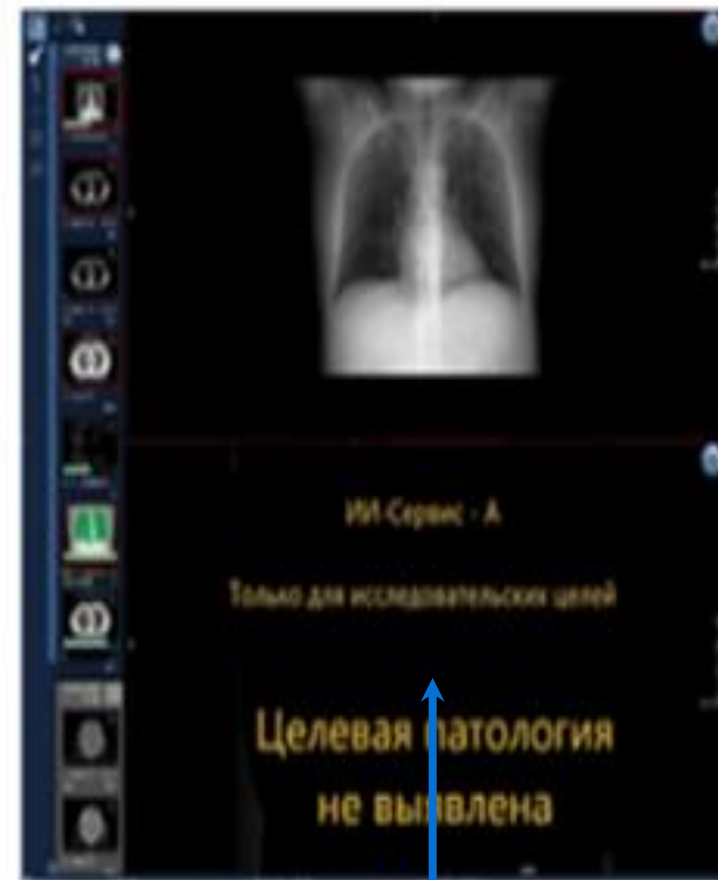 ИИ-Сервис - А
Только для исследовательских целей
Целевая патология
не выявлена